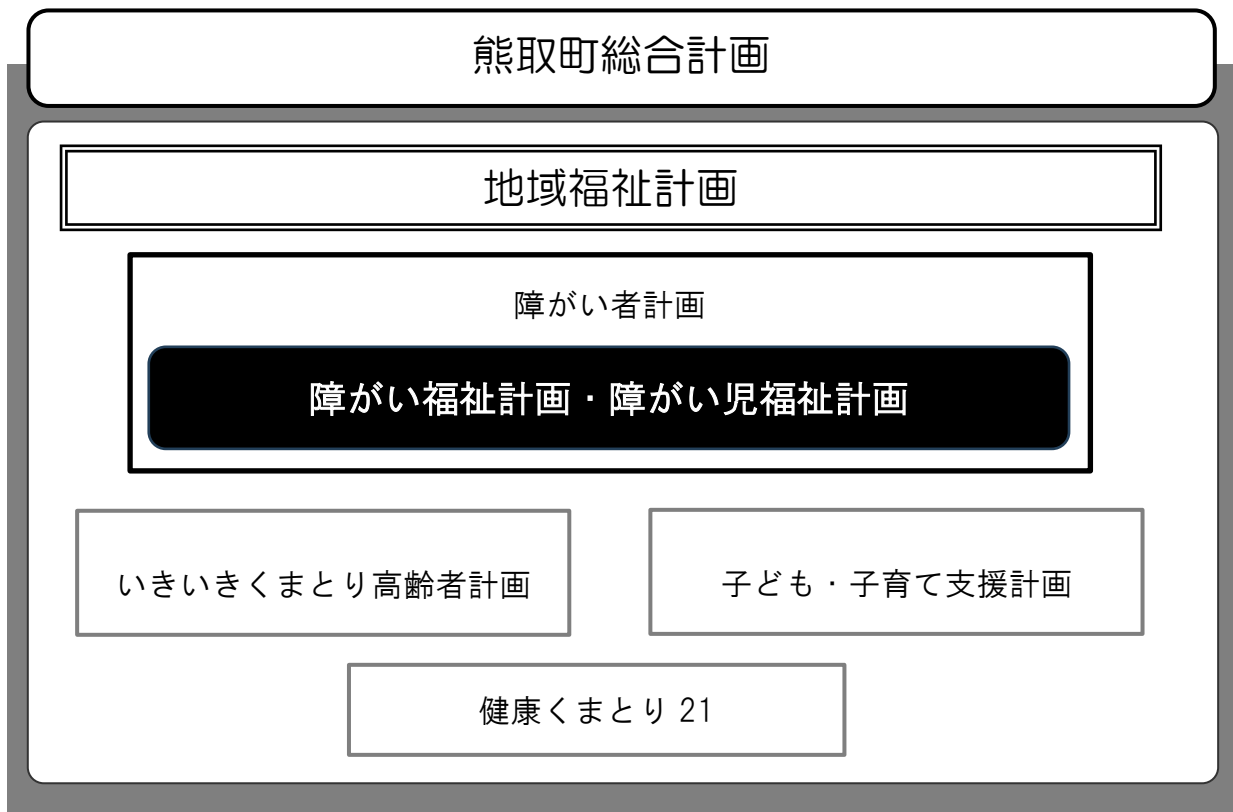 熊取町総合計画
地域福祉計画
障がい者計画
障がい福祉計画・障がい児福祉計画
いきいきくまとり高齢者計画
子ども・子育て支援計画
健康くまとり 21